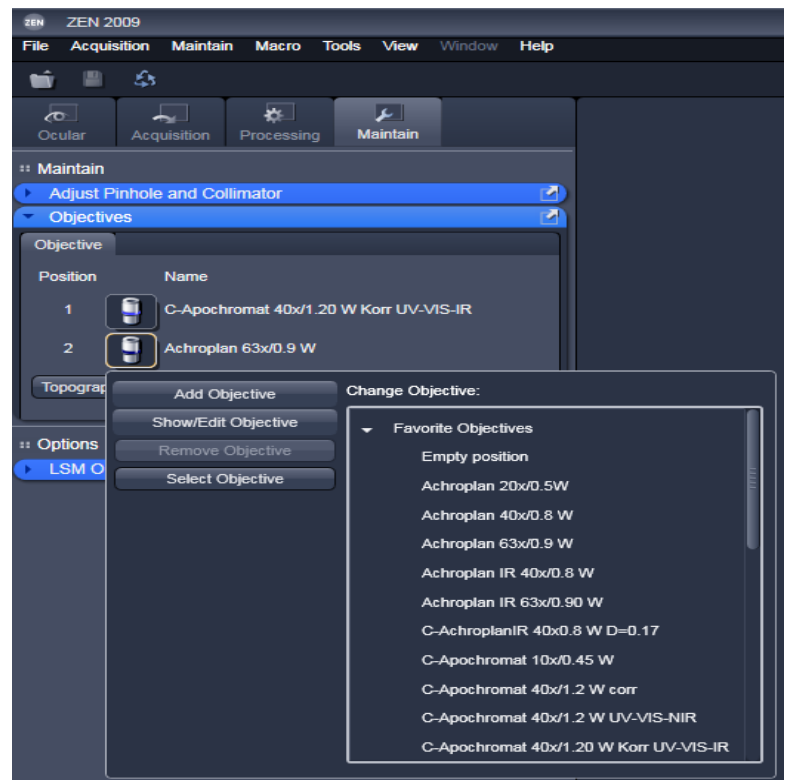 ZEN ZEN 2009
File Acquisition Maintain Macro Tools View Window Help
Ocular Acquisition Processing Maintain
Maintain
Adjust Pinhole and Collimator
Objectives
Objective
Position Name
1 C-Apochromat 40x/1.20 W Korr UV-VIS-IR
2 Achroplan 63x/0.9 W
Topograp
Add Objective
Show/Edit Objective
Remove Objective
Select Objective
Change Objective:
Favorite Objectives
Empty position
Achroplan 20x/0.5W
Achroplan 40x/0.8 W
Achroplan 63x/0.9 W
Achroplan IR 40x/0.8 W
Achroplan IR 63x/0.90 W
C-AchroplanIR 40x0.8 W D=0.17
C-Apochromat 10x/0.45 W
C-Apochromat 40x/1.2 W corr
C-Apochromat 40x/1.2 W UV-VIS-NIR
C-Apochromat 40x/1.20 W Korr UV-VIS-IR
Options
LSM O